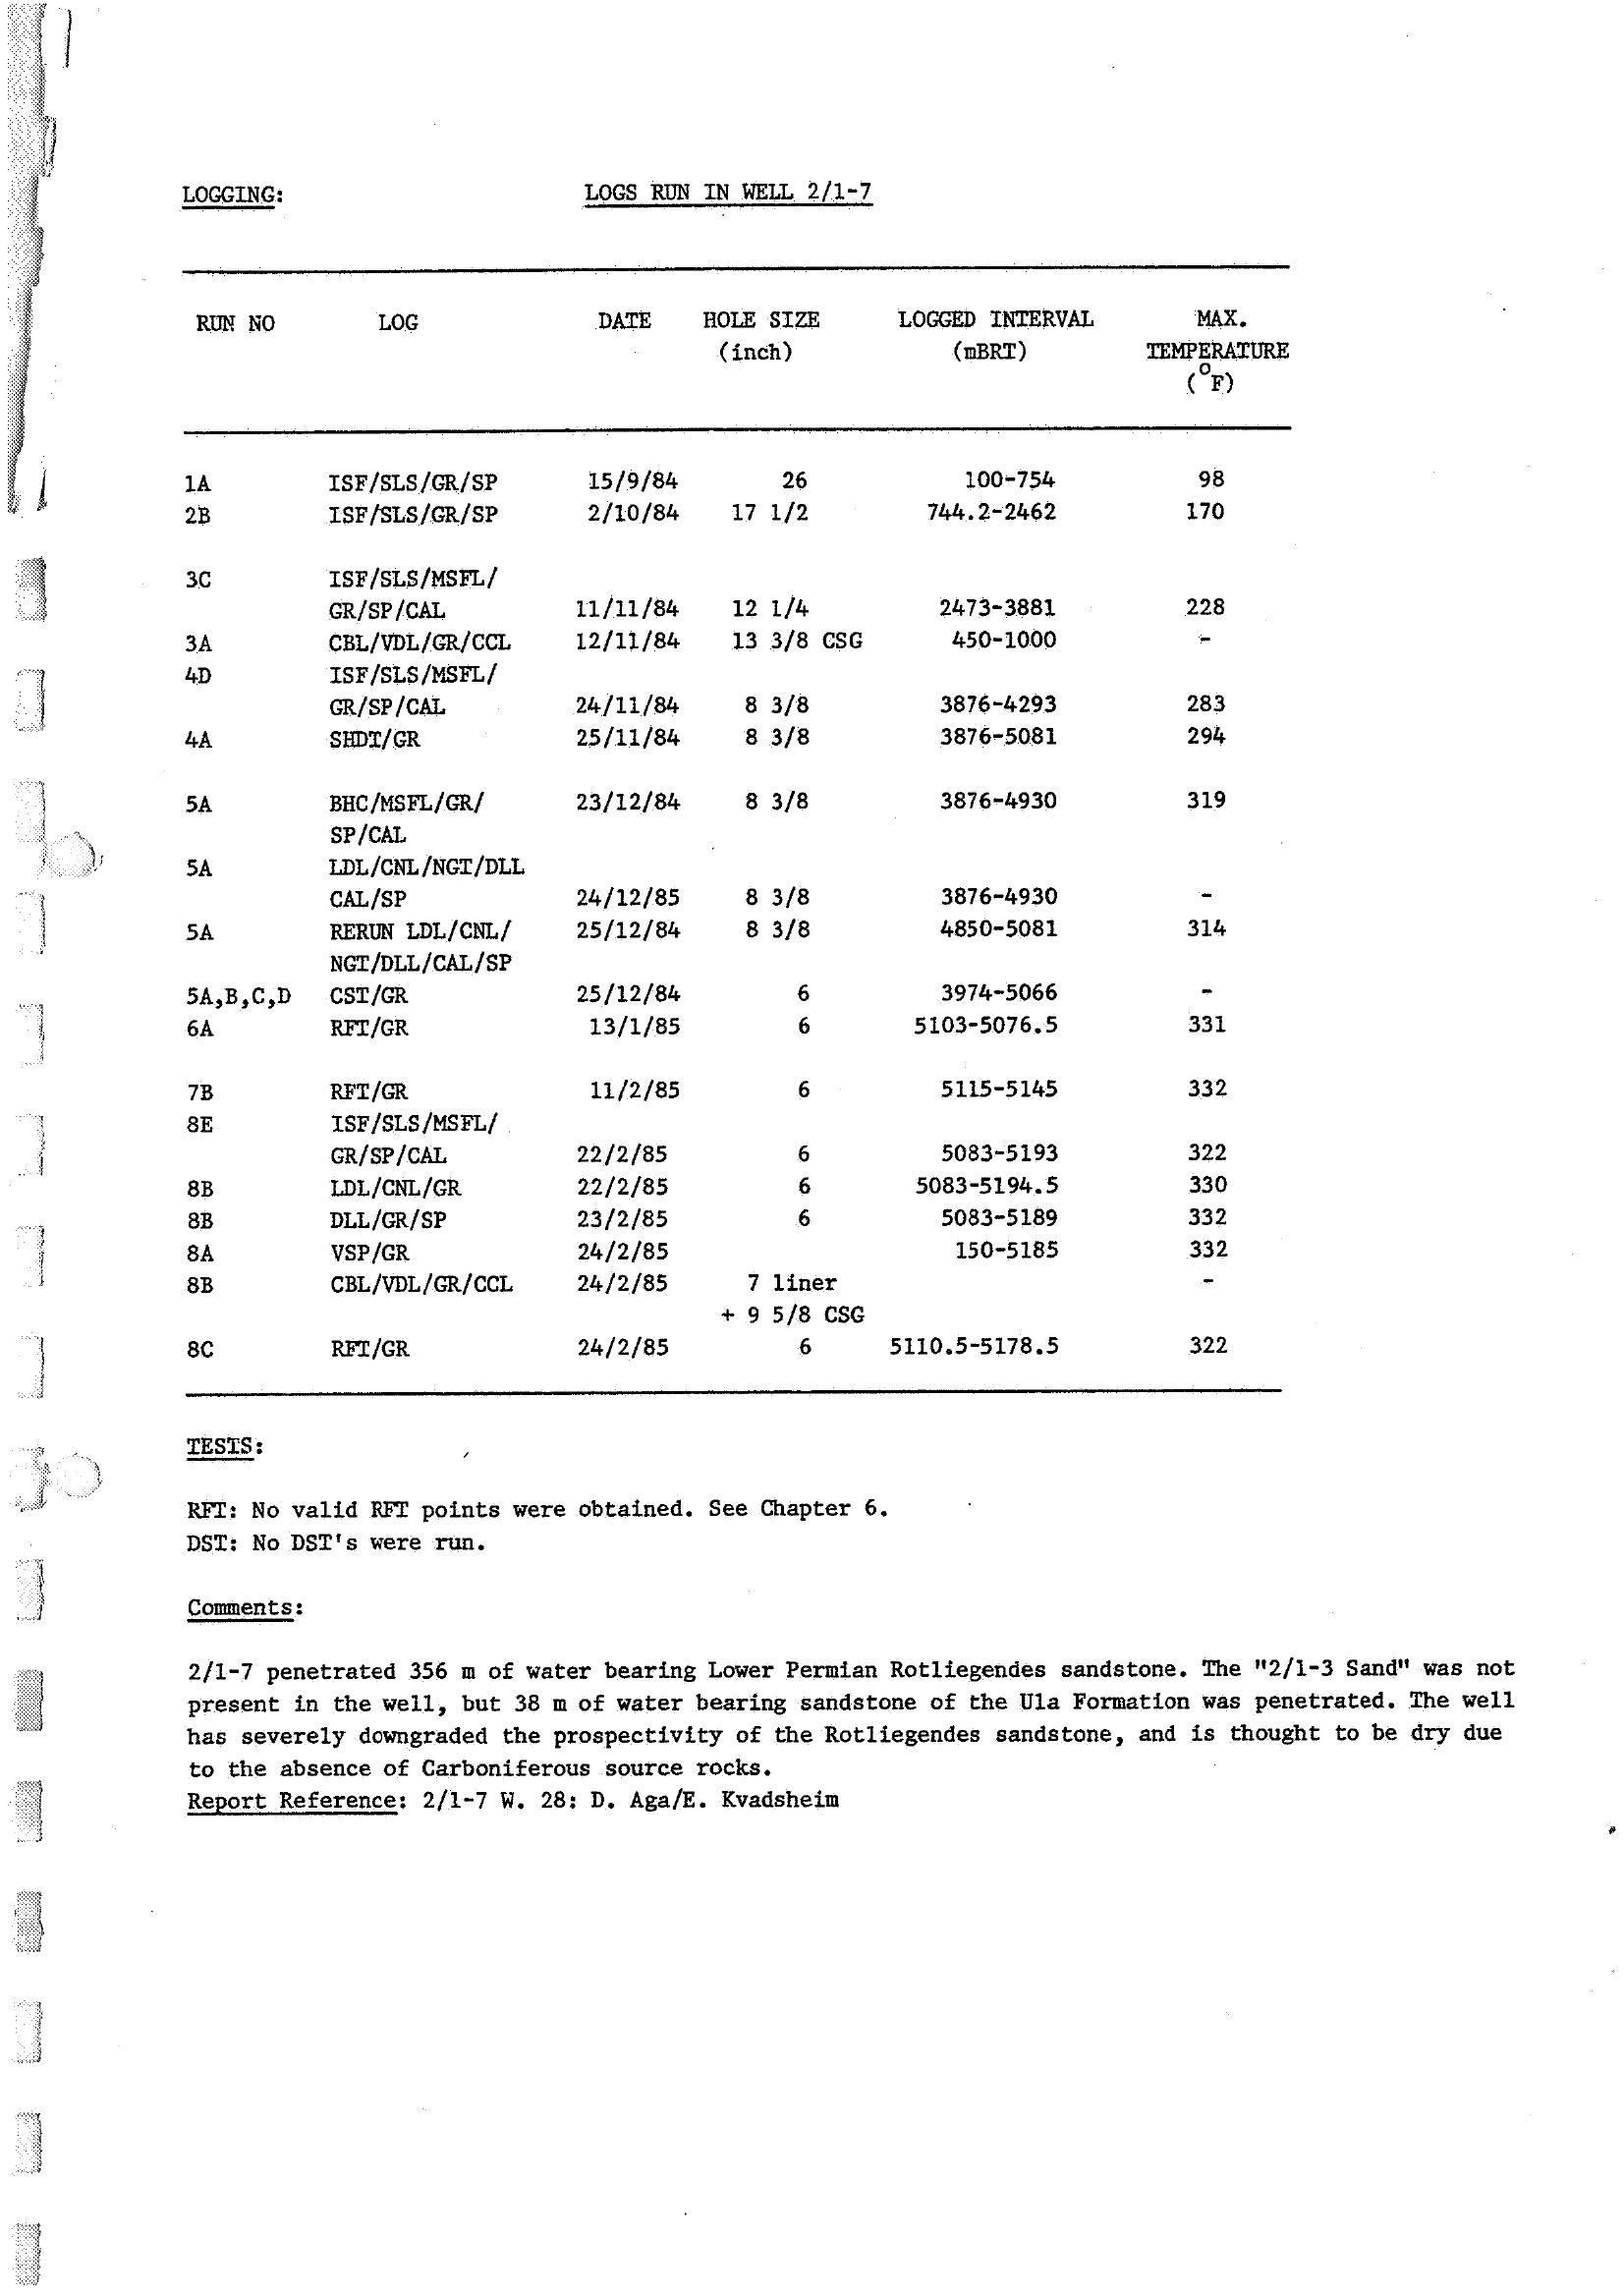 LOGGING: LOGS RUN IN WELL 2/1-7
RUN NO LOG DATE HOLE SIZE LOGGED INTERVAL MAX.
(inch) (mBRT) TEMPERATURE
(°F)
1A ISF/SLS/GR/SP 15/9/84 26 100-754 98
2B ISF/SLS/GR/SP 2/10/84 17 1/2 744.2-2462 170
3C ISF/SLS/MSFL/
GR/SP/CAL 11/11/84 12 1/4 2473-3881 228
3A CBL/VDL/GR/CCL 12/11/84 13 3/8 CSG 450-1000 -
4D ISF/SLS/MSFL/
GR/SP/CAL 24/11/84 8 3/8 3876-4293 283
4A SHDT/GR 25/11/84 8 3/8 3876-5081 294
5A BHC/MSFL/GR/ 23/12/84 8 3/8 3876-4930 319
SP/CAL
5A LDL/CNL/NGT/DLL
CAL/SP 24/12/85 8 3/8 3876-4930 -
5A RERUN LDL/CNL/ 25/12/84 8 3/8 4850-5081 314
NGT/DLL/CAL/SP
5A,B,C,D CST/GR 25/12/84 6 3974-5066 -
6A RFT/GR 13/1/85 6 5103-5076.5 331
7B RFT/GR 11/2/85 6 5115-5145 332
8E ISF/SLS/MSFL/
GR/SP/CAL 22/2/85 6 5083-5193 322
8B LDL/CNL/GR 22/2/85 6 5083-5194.5 330
8B DLL/GR/SP 23/2/85 6 5083-5189 332
8A VSP/GR 24/2/85 150-5185 332
8B CBL/VDL/GR/CCL 24/2/85 7 liner -
+ 9 5/8 CSG
8C RFT/GR 24/2/85 6 5110.5-5178.5 322
TESTS:
RFT: No valid RFT points were obtained. See Chapter 6.
DST: No DST's were run.
Comments:
2/1-7 penetrated 356 m of water bearing Lower Permian Rotliegendes sandstone. The "2/1-3 Sand" was not
present in the well, but 38 m of water bearing sandstone of the Ula Formation was penetrated. The well
has severely downgraded the prospectivity of the Rotliegendes sandstone, and is thought to be dry due
to the absence of Carboniferous source rocks.
Report Reference: 2/1-7 W. 28: D. Aga/E. Kvadsheim